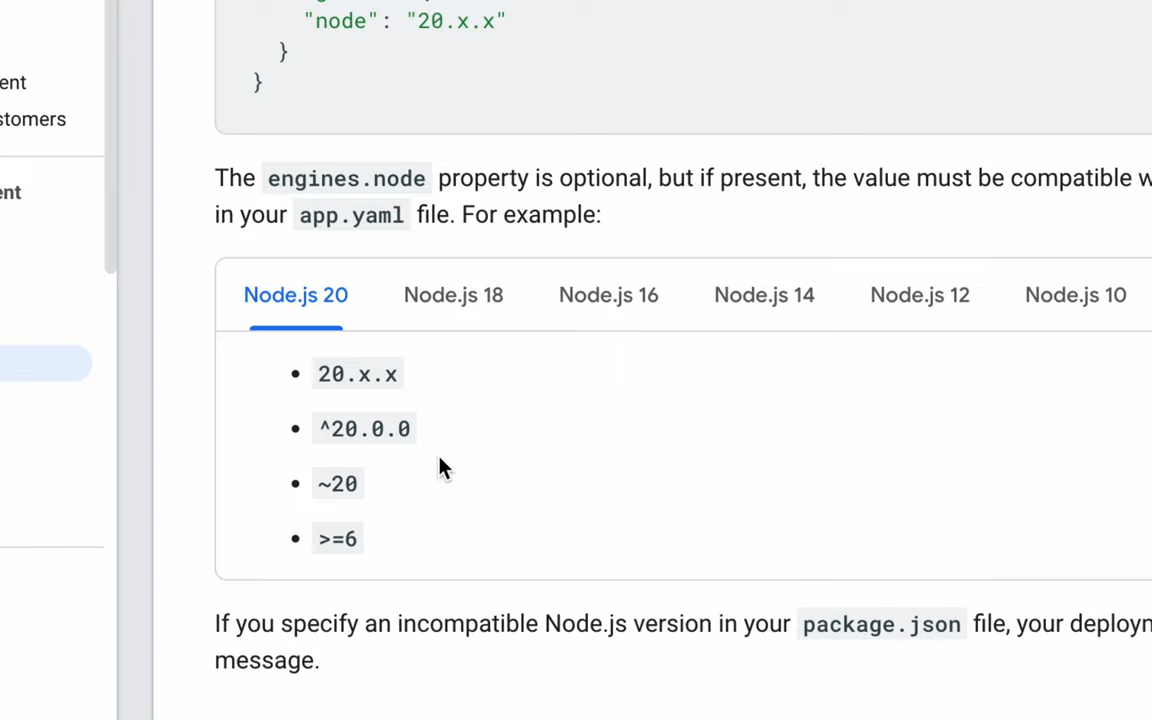 "node": "20.x.x"
}
}
ent
stomers
ent
The engines.node property is optional, but if present, the value must be compatible
in your app.yaml file. For example:
Node.js 20 Node.js 18 Node.js 16 Node.js 14 Node.js 12 Node.js 10
• 20.x.x
• ^20.0.0
• ~20
• >=6
If you specify an incompatible Node.js version in your package.json file, your deploy
message.